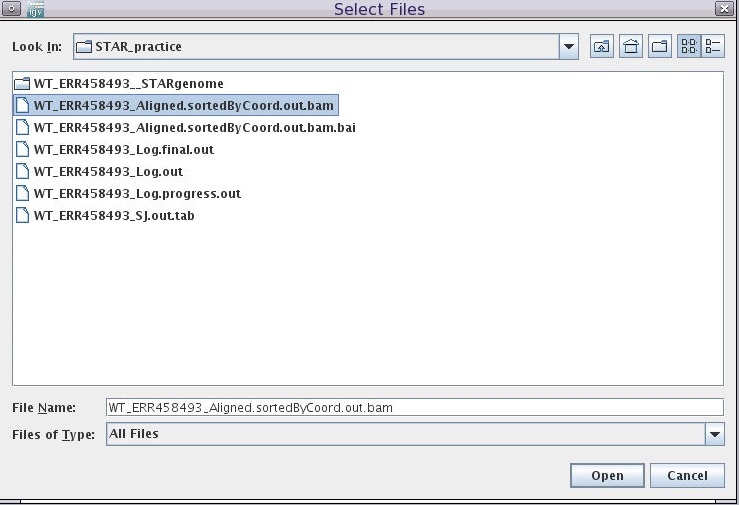 igv Select Files
Look In: STAR_practice
WT_ERR458493__STARgenome
WT_ERR458493_Aligned.sortedByCoord.out.bam
WT_ERR458493_Aligned.sortedByCoord.out.bam.bai
WT_ERR458493_Log.final.out
WT_ERR458493_Log.out
WT_ERR458493_Log.progress.out
WT_ERR458493_SJ.out.tab
File Name: WT_ERR458493_Aligned.sortedByCoord.out.bam
Files of Type: All Files
Open Cancel